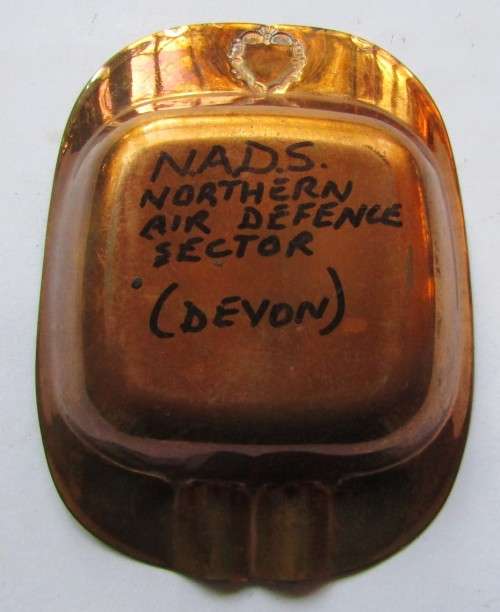 N.A.D.S.
NORTHERN
AIR DEFENCE
SECTOR
(DEVON)